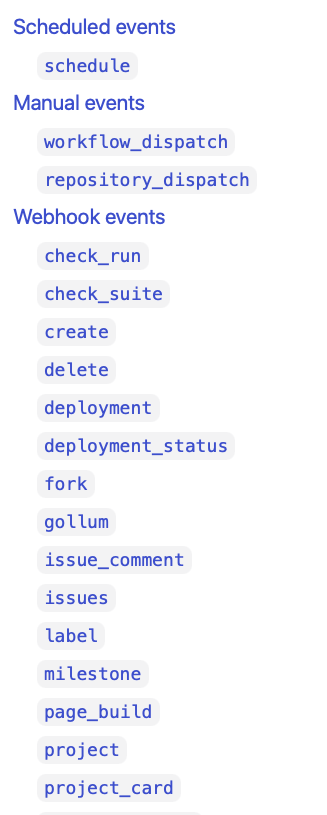 Scheduled events
schedule
Manual events
workflow_dispatch
repository_dispatch
Webhook events
check_run
check_suite
create
delete
deployment
deployment_status
fork
gollum
issue_comment
issues
label
milestone
page_build
project
project_card